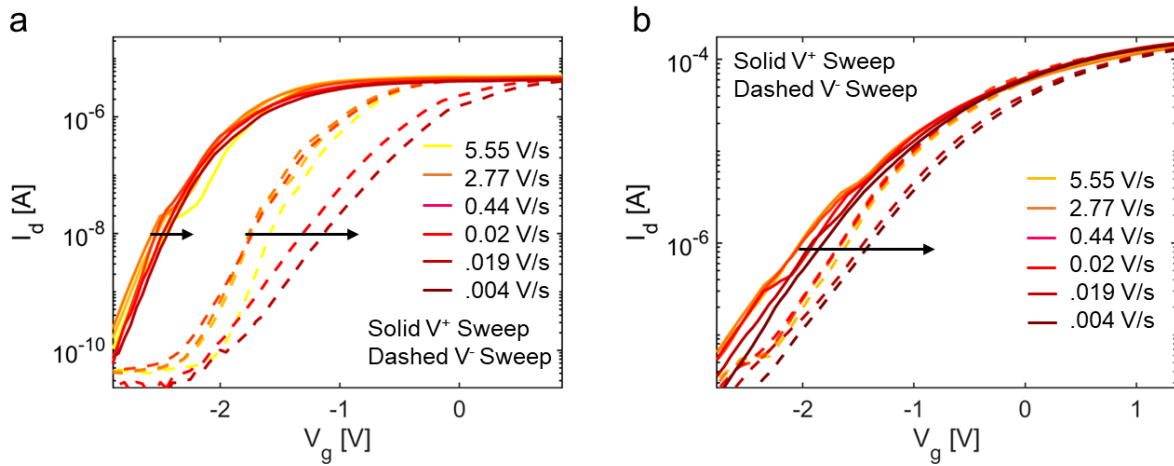 a
I_d [A]
10^-6
10^-8
10^-10
5.55 V/s
2.77 V/s
0.44 V/s
0.02 V/s
.019 V/s
.004 V/s
Solid V⁺ Sweep
Dashed V⁻ Sweep
-2
-1
0
V_g [V]
b
Solid V⁺ Sweep
Dashed V⁻ Sweep
I_d [A]
10^-4
10^-6
5.55 V/s
2.77 V/s
0.44 V/s
0.02 V/s
.019 V/s
.004 V/s
-2
-1
0
1
V_g [V]